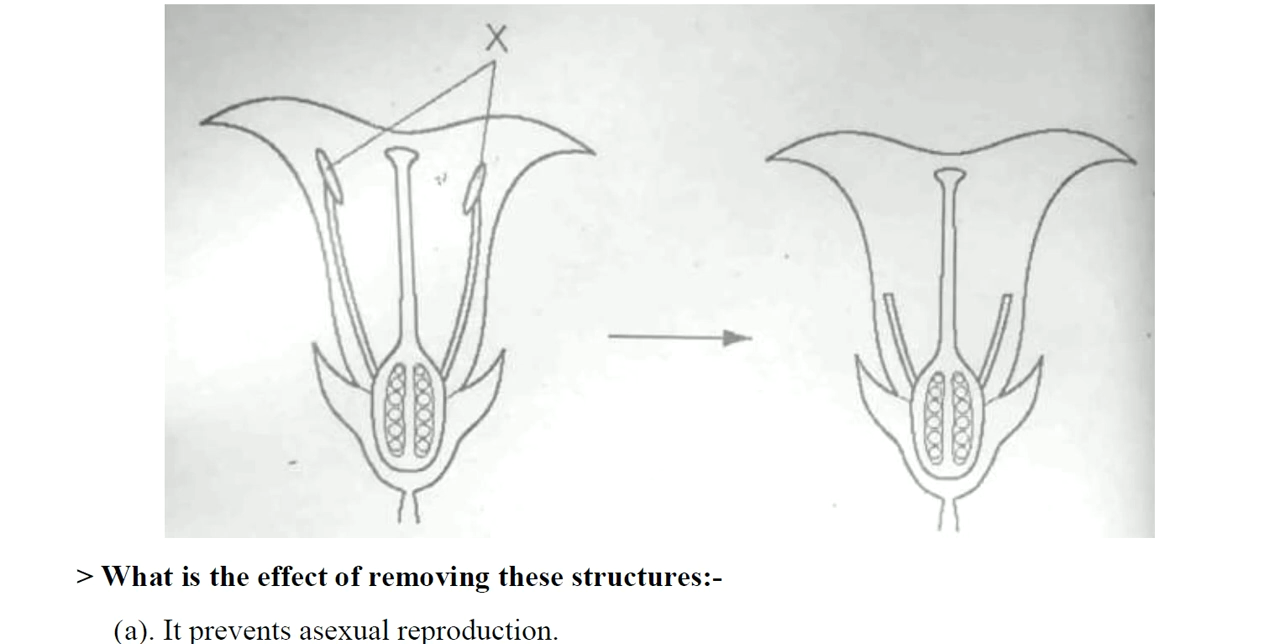 X
> What is the effect of removing these structures:-
(a). It prevents asexual reproduction.